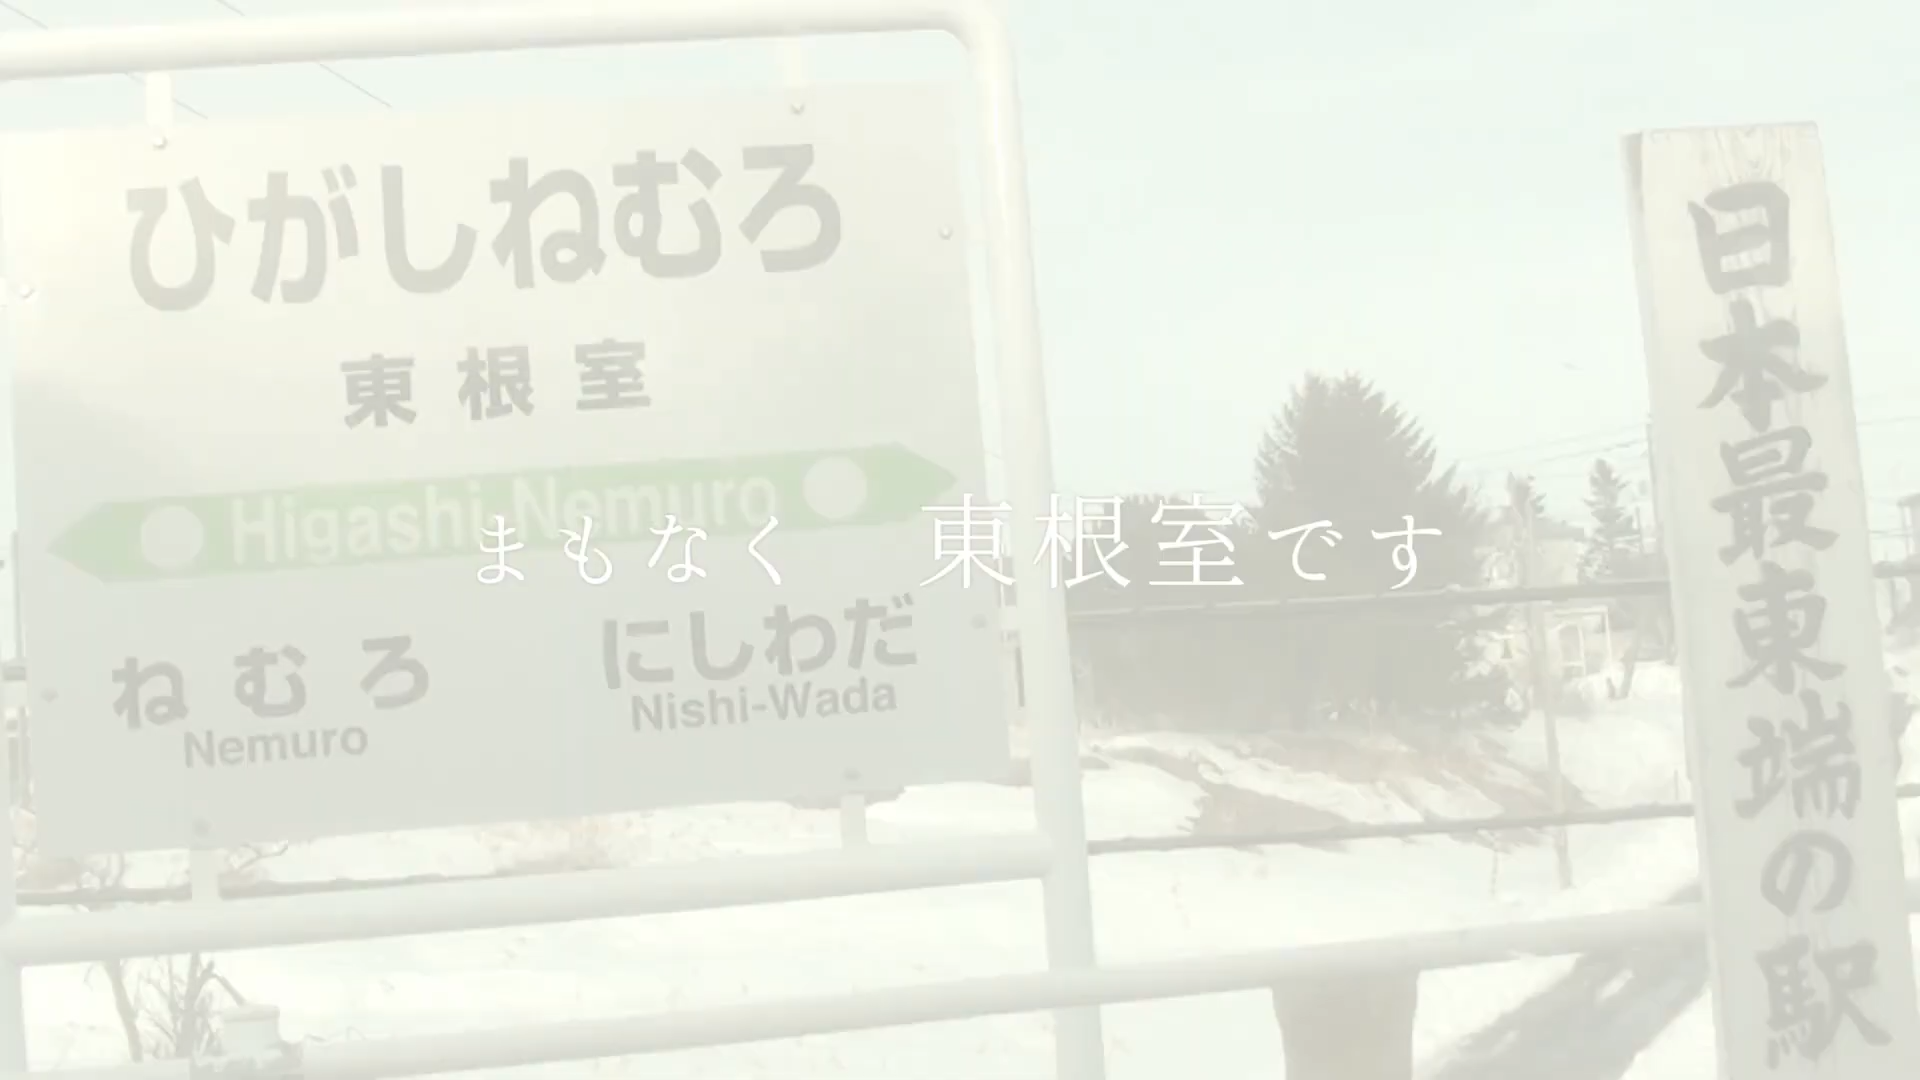 ひがしねむろ
東根室
Higashi-Nemuro
ねむろ
Nemuro
にしわだ
Nishi-Wada
まもなく 東根室です
日本最東端の駅